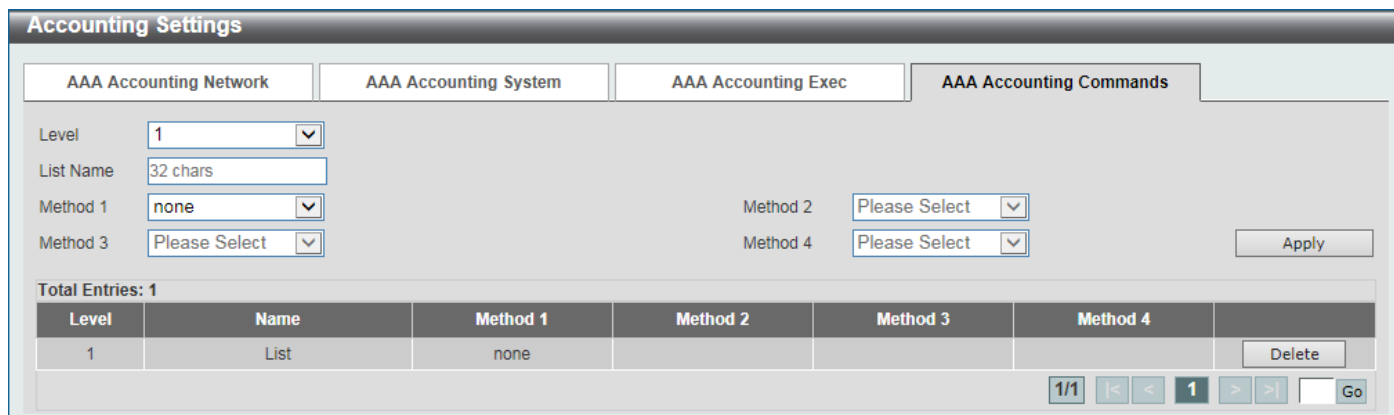 Accounting Settings
AAA Accounting Network AAA Accounting System AAA Accounting Exec AAA Accounting Commands
Level 1
List Name 32 chars
Method 1 none Method 2 Please Select
Method 3 Please Select Method 4 Please Select Apply
Total Entries: 1
Level Name Method 1 Method 2 Method 3 Method 4
1 List none Delete
1/1 |< < 1 > >| Go